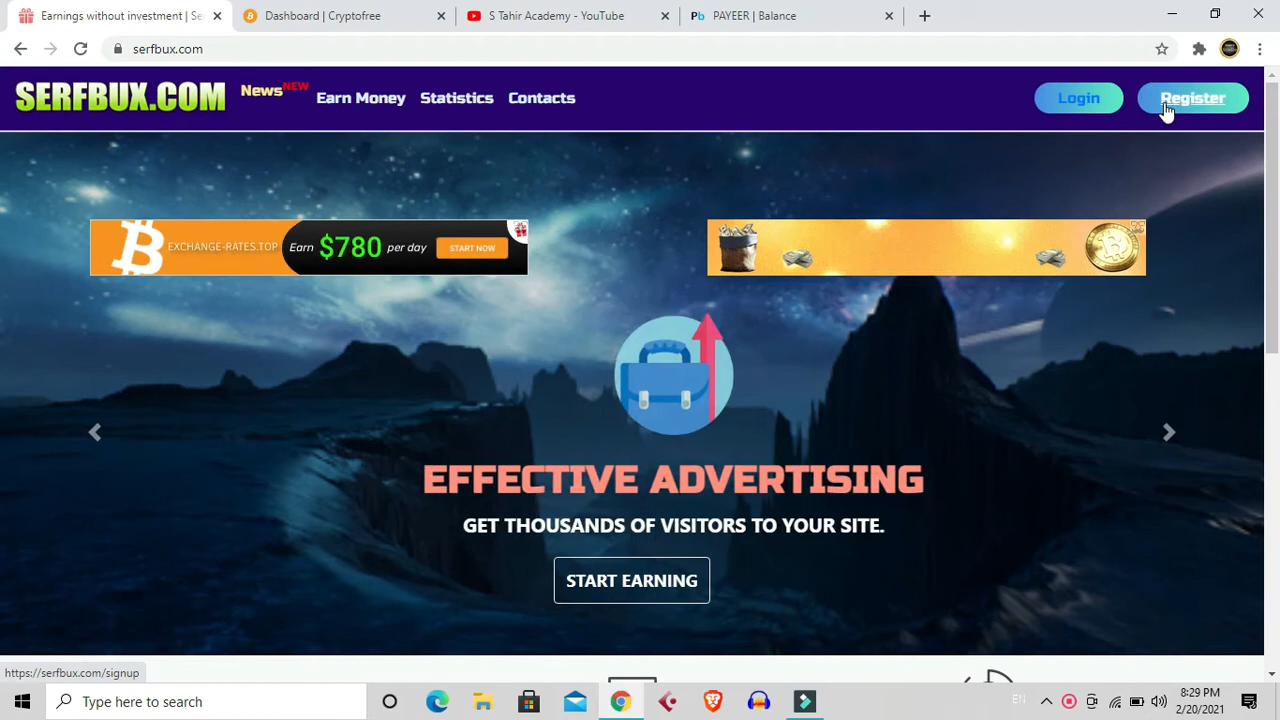 Earnings without investment | Se
Dashboard | Cryptofree
S Tahir Academy - YouTube
PAYEER | Balance
serfbux.com
SERFBUX.COM
News NEW
Earn Money
Statistics
Contacts
Login
Register
EXCHANGE-RATES.TOP
Earn $780 per day
START NOW
EFFECTIVE ADVERTISING
GET THOUSANDS OF VISITORS TO YOUR SITE.
START EARNING
https://serfbux.com/signup
Type here to search
EN
8:29 PM
2/20/2021